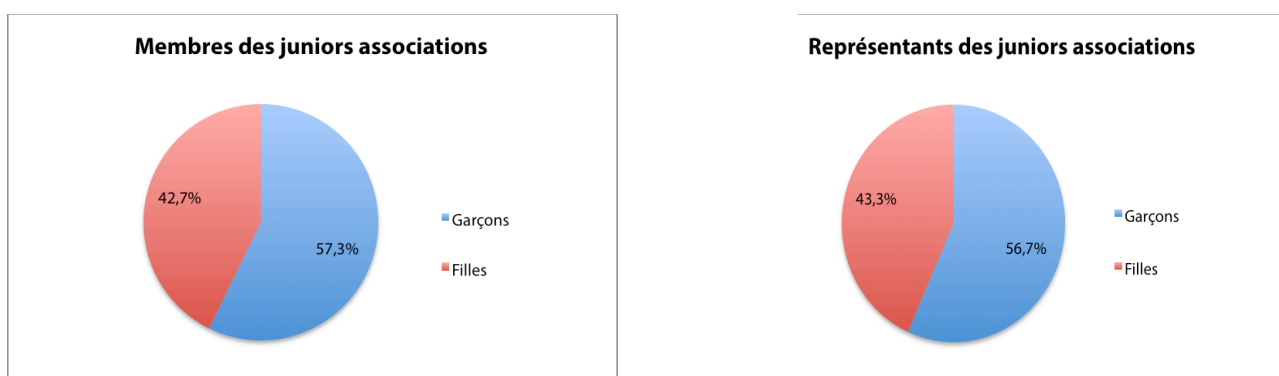 Membres des juniors associations
42,7%
57,3%
Garçons
Filles
Représentants des juniors associations
43,3%
56,7%
Garçons
Filles